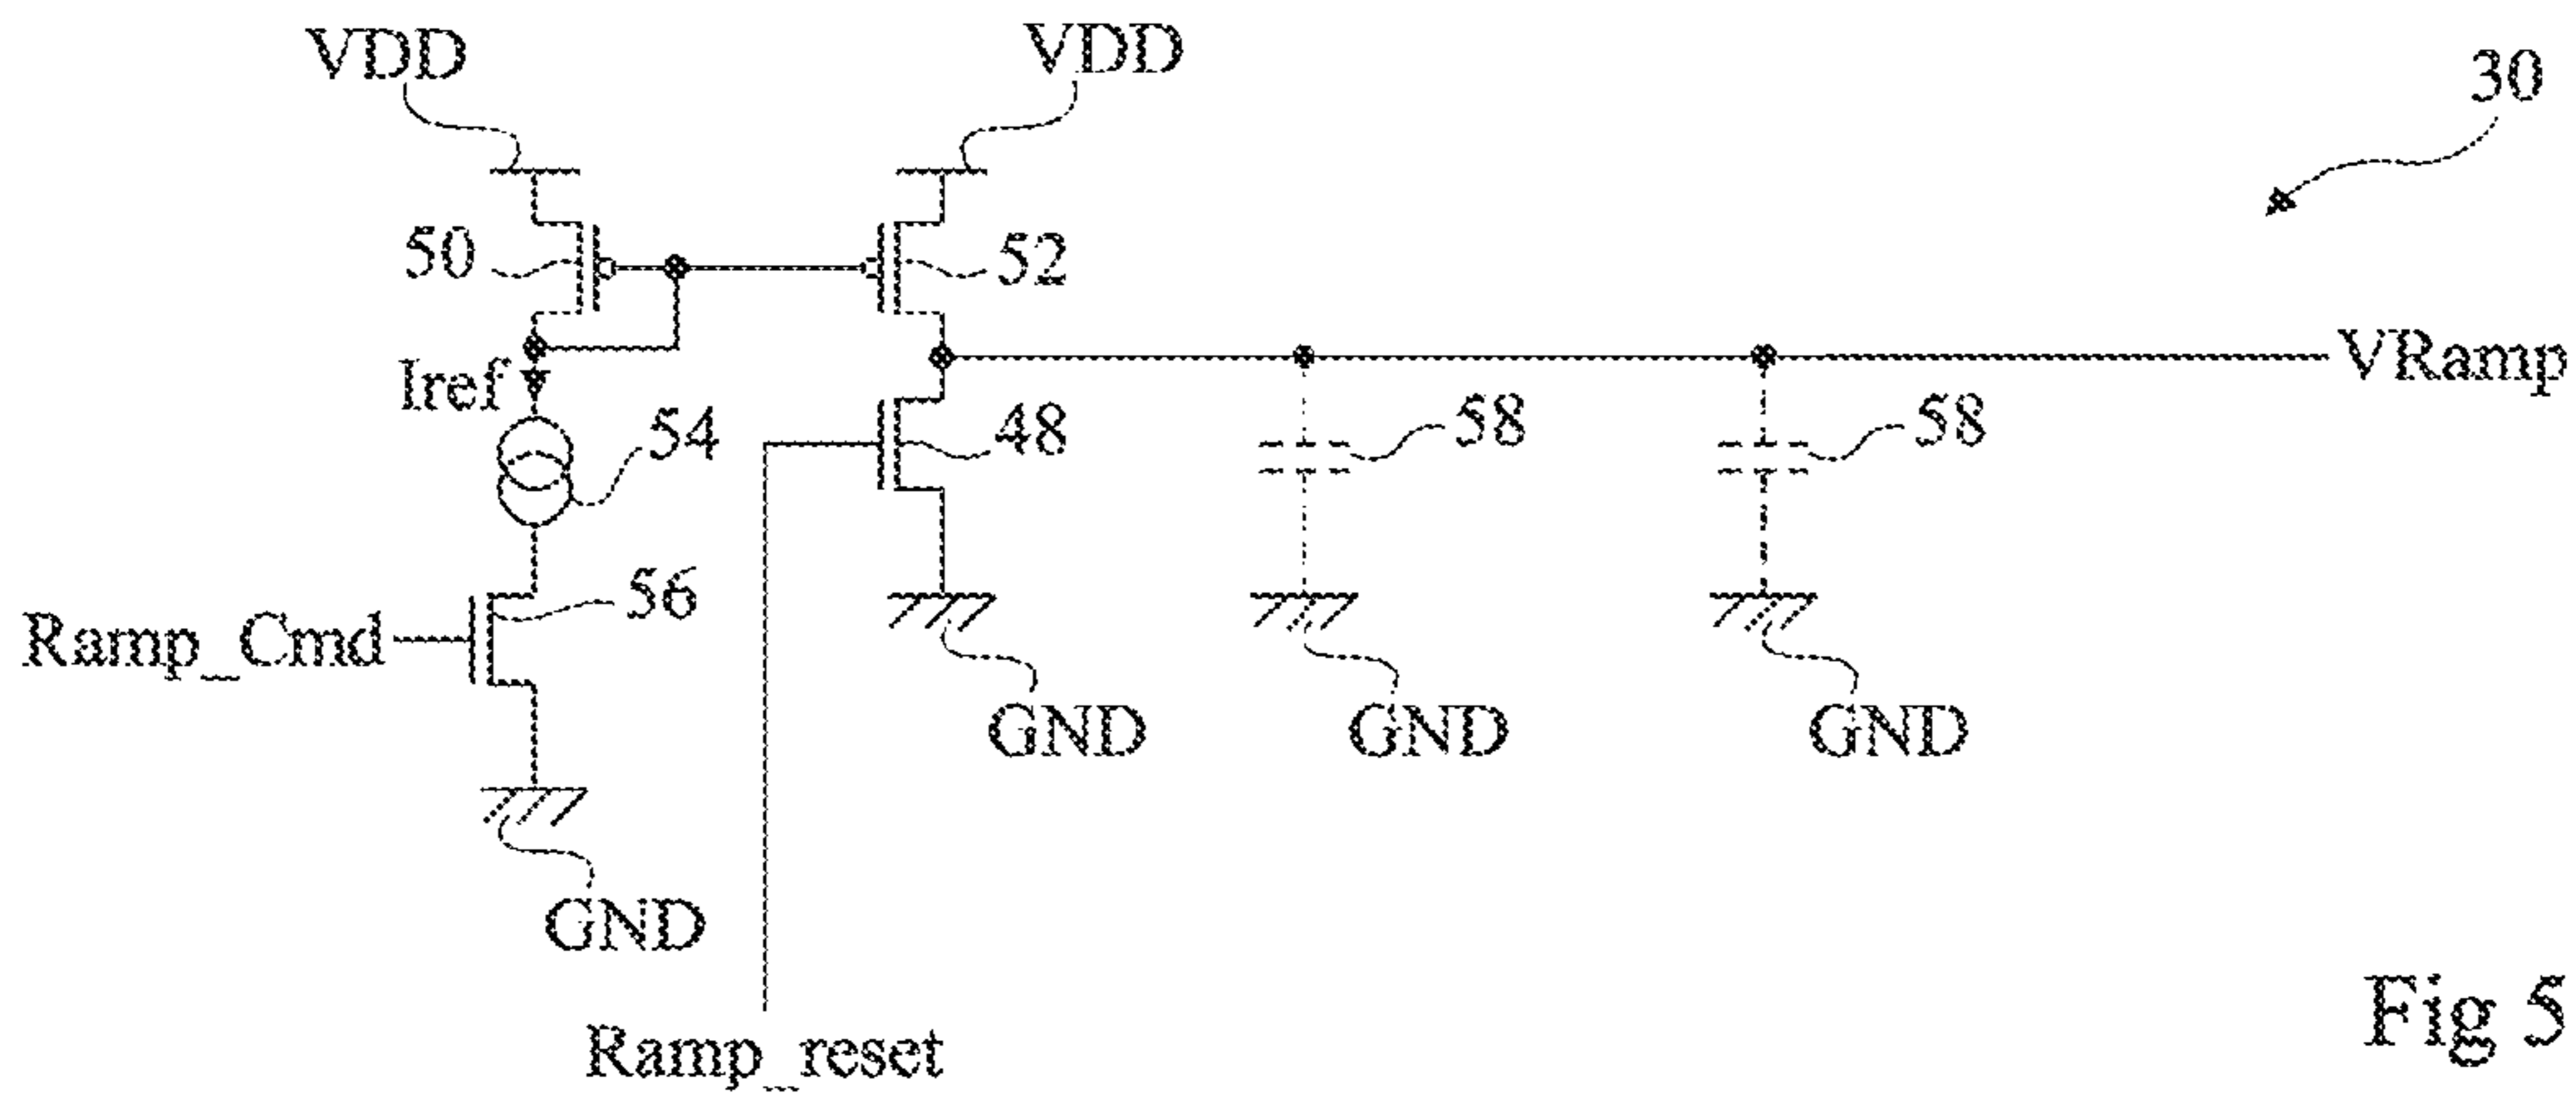 VDD
VDD
30
50
52
Iref
VRamp
54
48
58
58
56
Ramp_Cmd
GND
GND
GND
GND
Ramp_reset
Fig 5